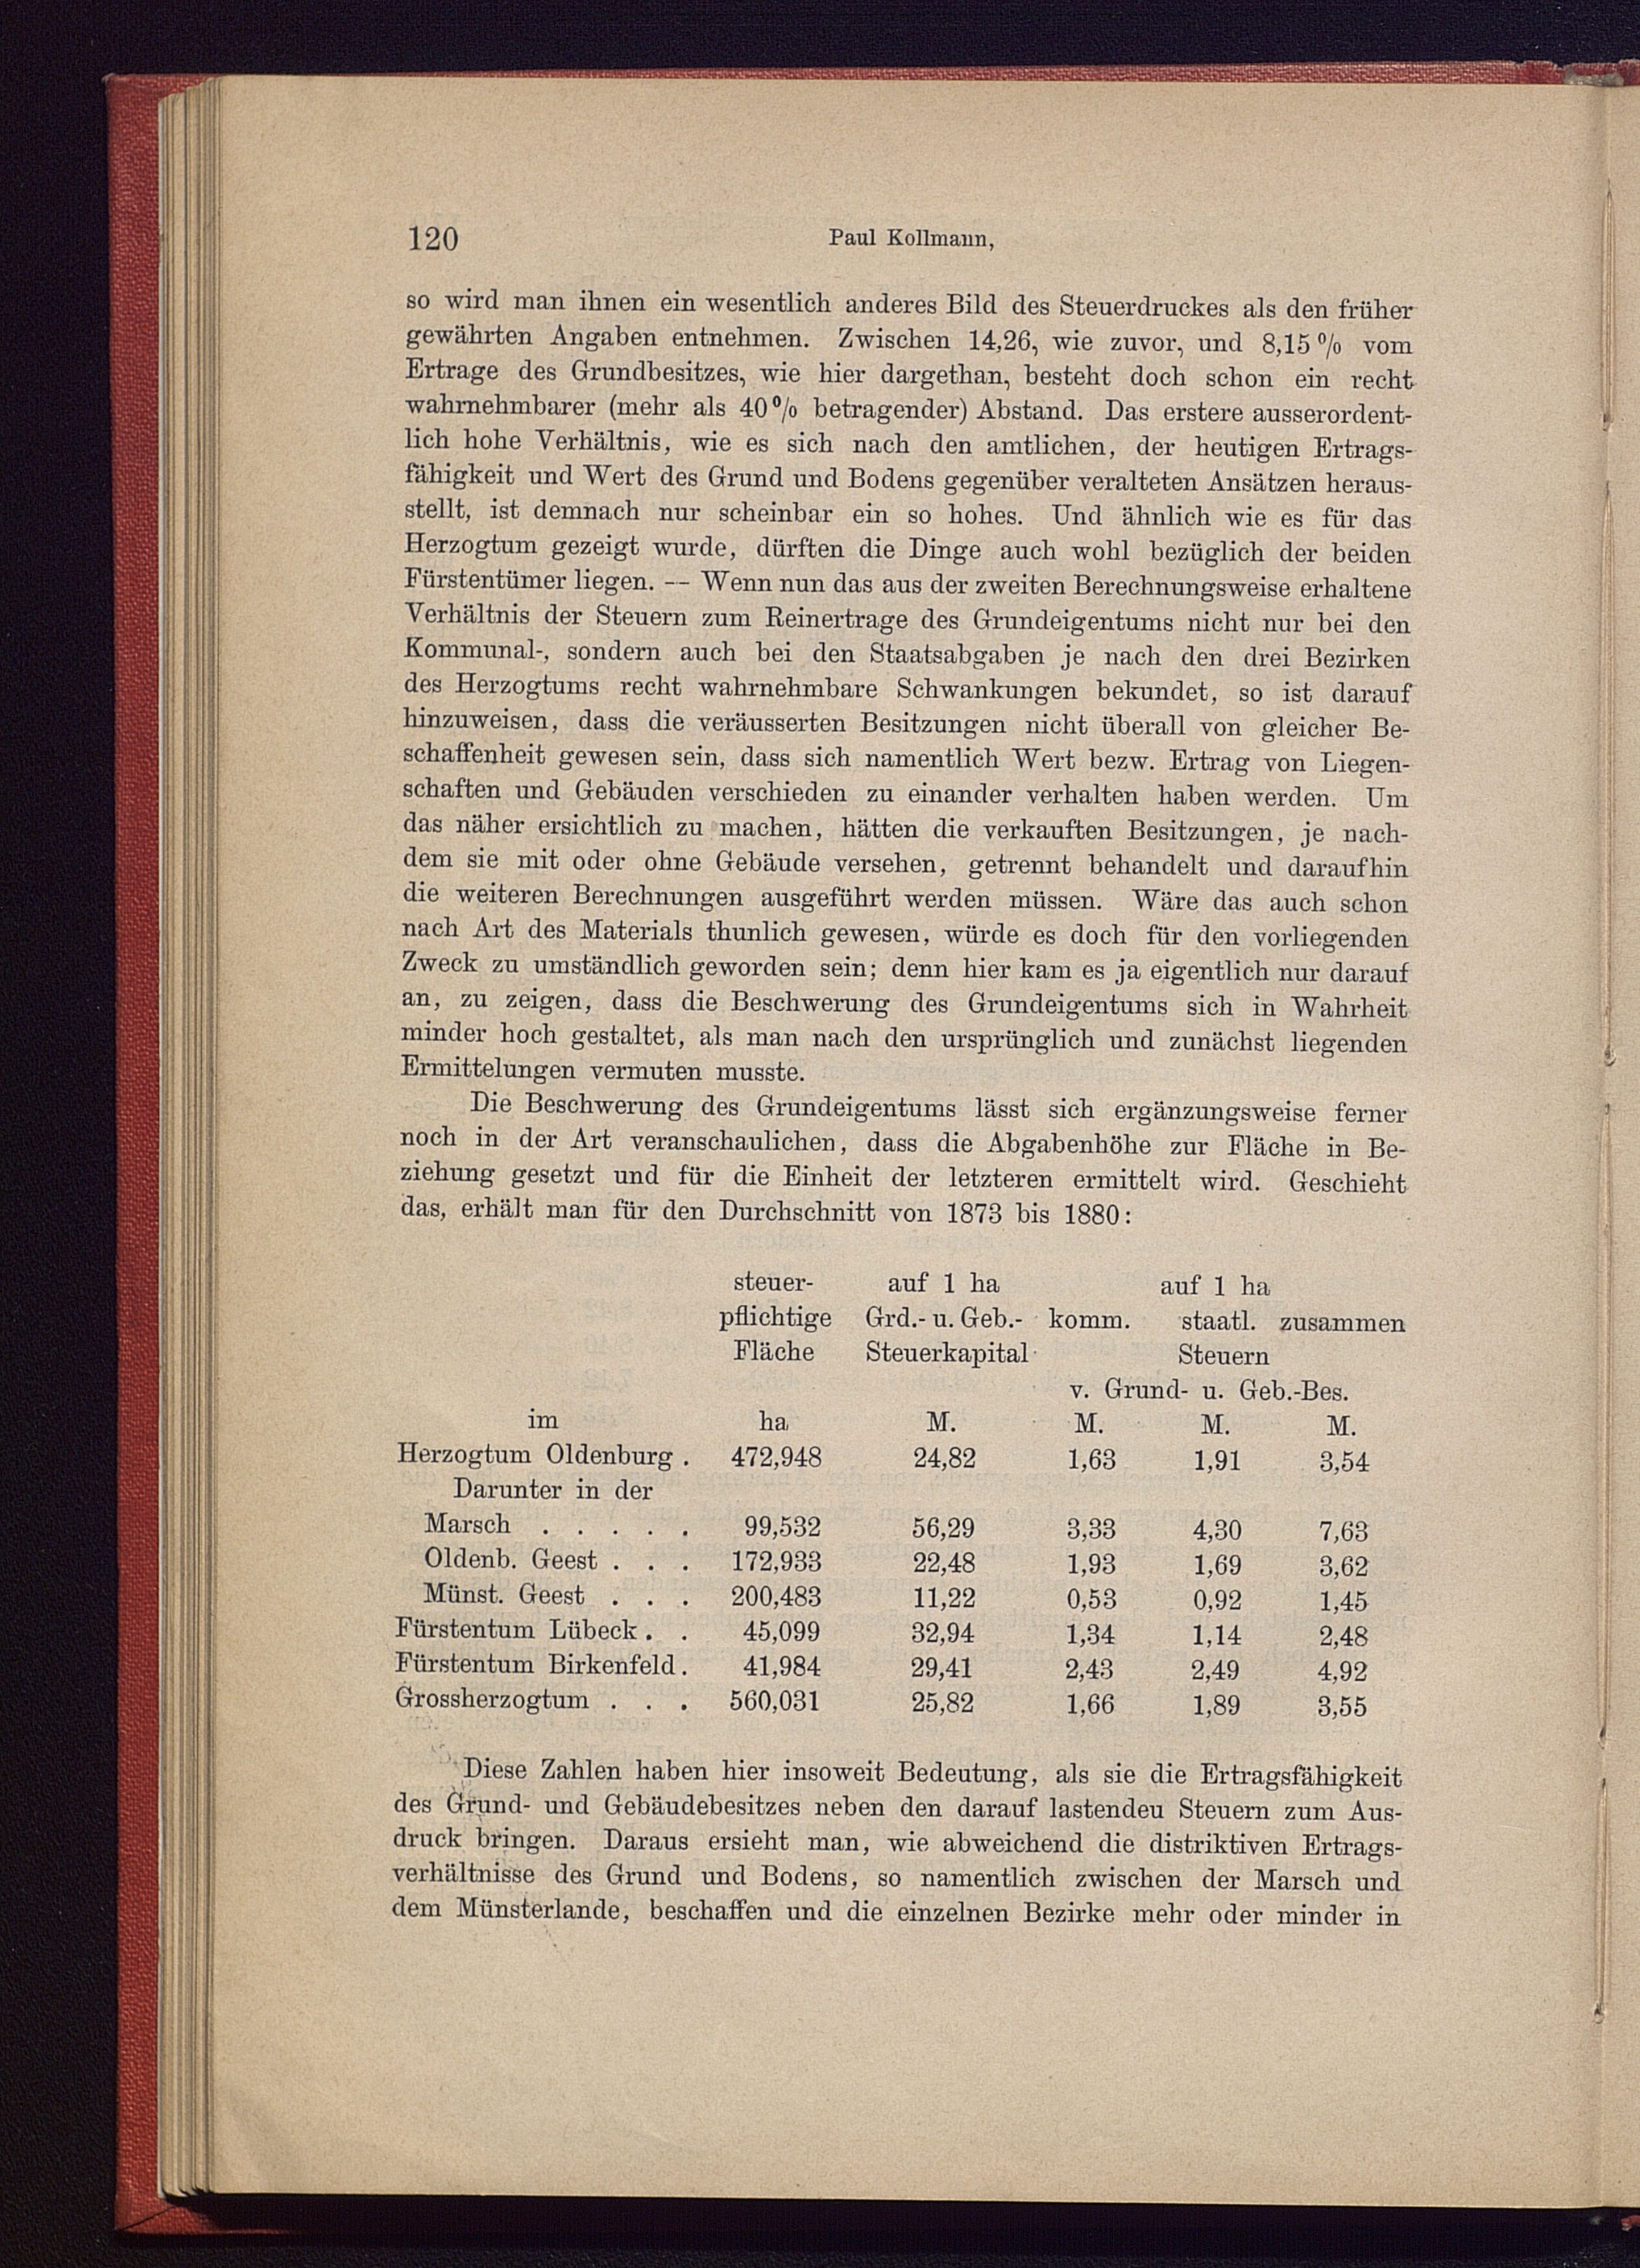 120 Paul Kollmann,
so wird man ihnen ein wesentlich anderes Bild des Steuerdruckes als den früher
gewährten Angaben entnehmen. Zwischen 14,26, wie zuvor, und 8,15 % vom
Ertrage des Grundbesitzes, wie hier dargethan, besteht doch schon ein recht
wahrnehmbarer (mehr als 40 % betragender) Abstand. Das erstere ausserordent-
lich hohe Verhältnis, wie es sich nach den amtlichen, der heutigen Ertrags-
fähigkeit und Wert des Grund und Bodens gegenüber veralteten Ansätzen heraus-
stellt, ist demnach nur scheinbar ein so hohes. Und ähnlich wie es für das
Herzogtum gezeigt wurde, dürften die Dinge auch wohl bezüglich der beiden
Fürstentümer liegen. -- Wenn nun das aus der zweiten Berechnungsweise erhaltene
Verhältnis der Steuern zum Reinertrage des Grundeigentums nicht nur bei den
Kommunal-, sondern auch bei den Staatsabgaben je nach den drei Bezirken
des Herzogtums recht wahrnehmbare Schwankungen bekundet, so ist darauf
hinzuweisen, dass die veräusserten Besitzungen nicht überall von gleicher Be-
schaffenheit gewesen sein, dass sich namentlich Wert bezw. Ertrag von Liegen-
schaften und Gebäuden verschieden zu einander verhalten haben werden. Um
das näher ersichtlich zu machen, hätten die verkauften Besitzungen, je nach-
dem sie mit oder ohne Gebäude versehen, getrennt behandelt und daraufhin
die weiteren Berechnungen ausgeführt werden müssen. Wäre das auch schon
nach Art des Materials thunlich gewesen, würde es doch für den vorliegenden
Zweck zu umständlich geworden sein; denn hier kam es ja eigentlich nur darauf
an, zu zeigen, dass die Beschwerung des Grundeigentums sich in Wahrheit
minder hoch gestaltet, als man nach den ursprünglich und zunächst liegenden
Ermittelungen vermuten musste.
Die Beschwerung des Grundeigentums lässt sich ergänzungsweise ferner
noch in der Art veranschaulichen, dass die Abgabenhöhe zur Fläche in Be-
ziehung gesetzt und für die Einheit der letzteren ermittelt wird. Geschieht
das, erhält man für den Durchschnitt von 1873 bis 1880:
steuer- auf 1 ha auf 1 ha
pflichtige Grd.- u. Geb.- komm. staatl. zusammen
Fläche Steuerkapital Steuern
v. Grund- u. Geb.-Bes.
im ha M. M. M. M.
Herzogtum Oldenburg . 472,948 24,82 1,63 1,91 3,54
Darunter in der
Marsch . . . . . 99,532 56,29 3,33 4,30 7,63
Oldenb. Geest . . . 172,933 22,48 1,93 1,69 3,62
Münst. Geest . . . 200,483 11,22 0,53 0,92 1,45
Fürstentum Lübeck . . 45,099 32,94 1,34 1,14 2,48
Fürstentum Birkenfeld . 41,984 29,41 2,43 2,49 4,92
Grossherzogtum . . . 560,031 25,82 1,66 1,89 3,55
Diese Zahlen haben hier insoweit Bedeutung, als sie die Ertragsfähigkeit
des Grund- und Gebäudebesitzes neben den darauf lastendeu Steuern zum Aus-
druck bringen. Daraus ersieht man, wie abweichend die distriktiven Ertrags-
verhältnisse des Grund und Bodens, so namentlich zwischen der Marsch und
dem Münsterlande, beschaffen und die einzelnen Bezirke mehr oder minder in